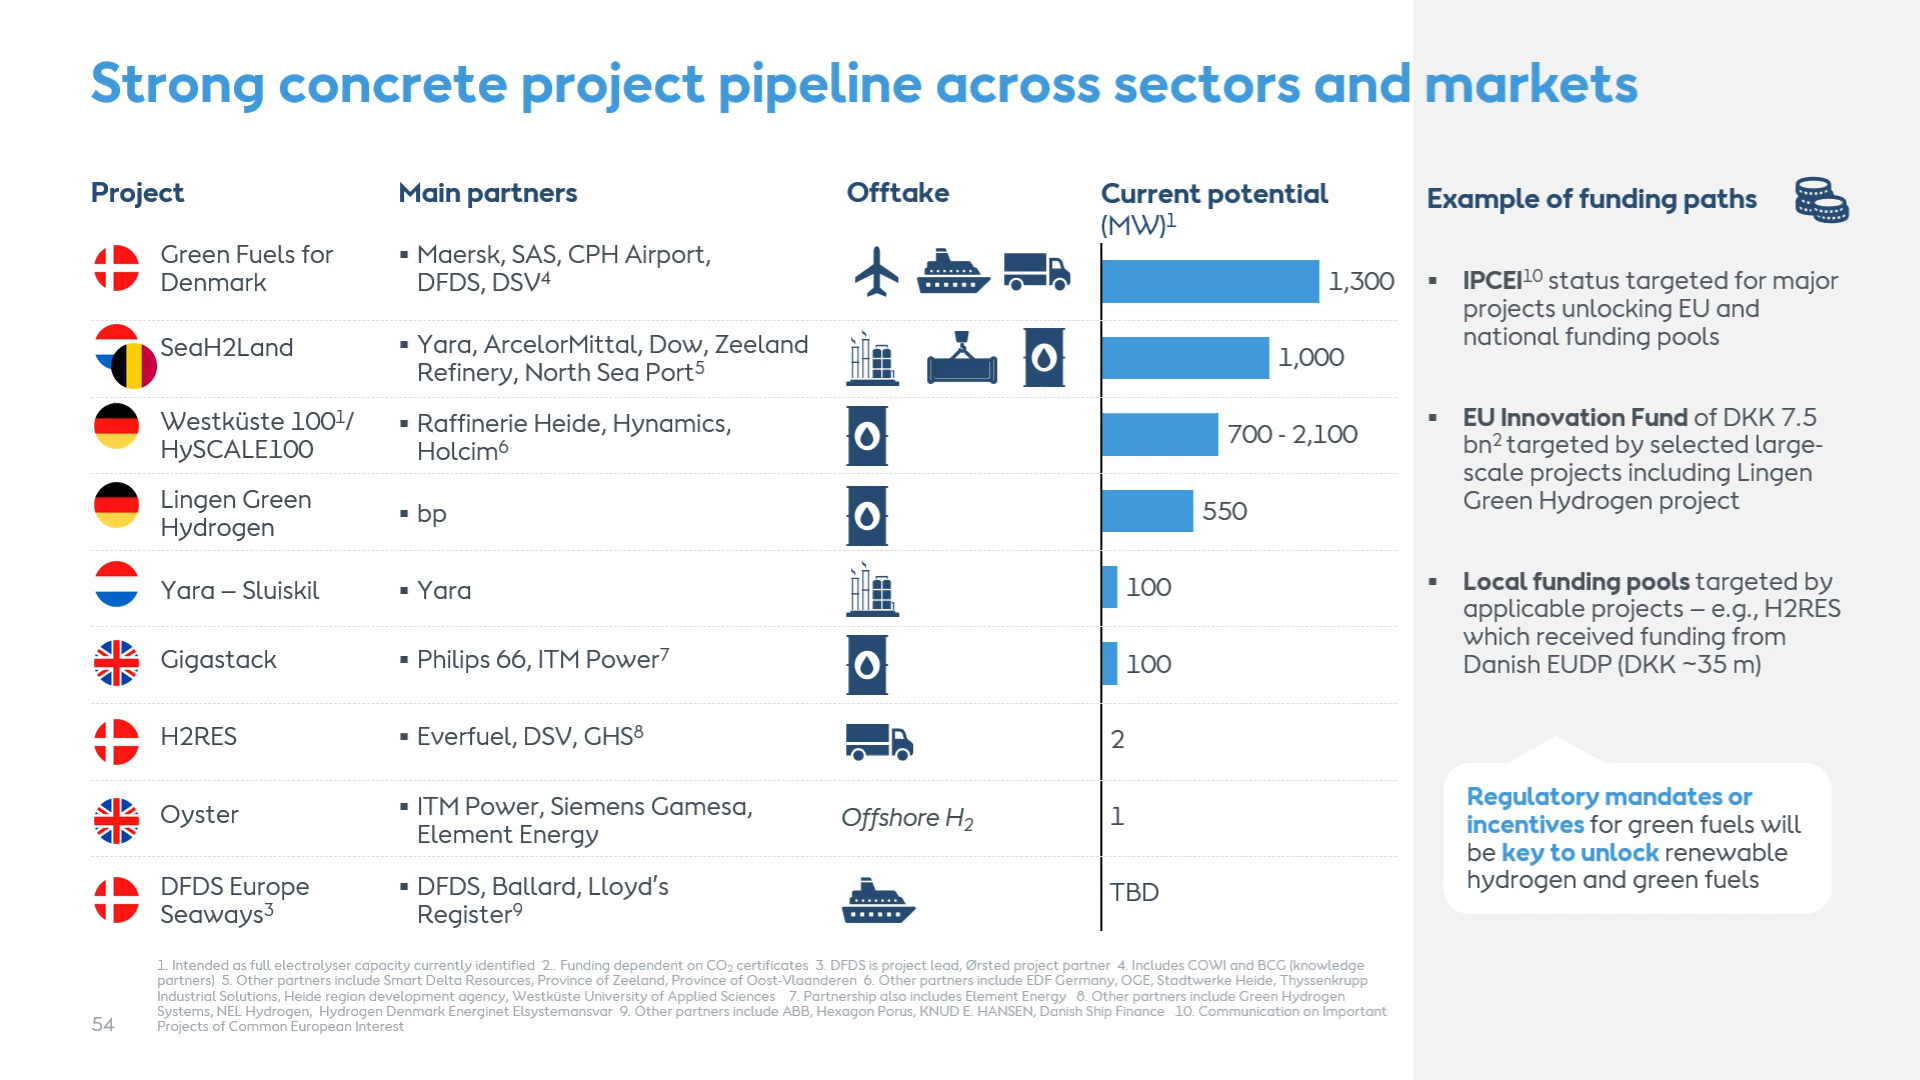 Strong concrete project pipeline across sectors and markets
Project
Main partners
Offtake
Current potential
(MW)¹
Green Fuels for
Denmark
▪ Maersk, SAS, CPH Airport,
DFDS, DSV⁴
1,300
SeaH2Land
▪ Yara, ArcelorMittal, Dow, Zeeland
Refinery, North Sea Port⁵
1,000
Westküste 100¹/
HySCALE100
▪ Raffinerie Heide, Hynamics,
Holcim⁶
700 - 2,100
Lingen Green
Hydrogen
▪ bp
550
Yara – Sluiskil
▪ Yara
100
Gigastack
▪ Philips 66, ITM Power⁷
100
H2RES
▪ Everfuel, DSV, GHS⁸
2
Oyster
▪ ITM Power, Siemens Gamesa,
Element Energy
Offshore H₂
1
DFDS Europe
Seaways³
▪ DFDS, Ballard, Lloyd's
Register⁹
TBD
Example of funding paths
▪ IPCEI¹⁰ status targeted for major
projects unlocking EU and
national funding pools
▪ EU Innovation Fund of DKK 7.5
bn² targeted by selected large-
scale projects including Lingen
Green Hydrogen project
▪ Local funding pools targeted by
applicable projects – e.g., H2RES
which received funding from
Danish EUDP (DKK ~35 m)
Regulatory mandates or
incentives for green fuels will
be key to unlock renewable
hydrogen and green fuels
1. Intended as full electrolyser capacity currently identified 2.. Funding dependent on CO₂ certificates 3. DFDS is project lead, Ørsted project partner 4. Includes COWI and BCG (knowledge
partners) 5. Other partners include Smart Delta Resources, Province of Zeeland, Province of Oost-Vlaanderen 6. Other partners include EDF Germany, OGE, Stadtwerke Heide, Thyssenkrupp
Industrial Solutions, Heide region development agency, Westküste University of Applied Sciences 7. Partnership also includes Element Energy 8. Other partners include Green Hydrogen
Systems, NEL Hydrogen, Hydrogen Denmark Energinet Elsystemansvar 9. Other partners include ABB, Hexagon Porus, KNUD E. HANSEN, Danish Ship Finance 10. Communication on Important
Projects of Common European Interest
54